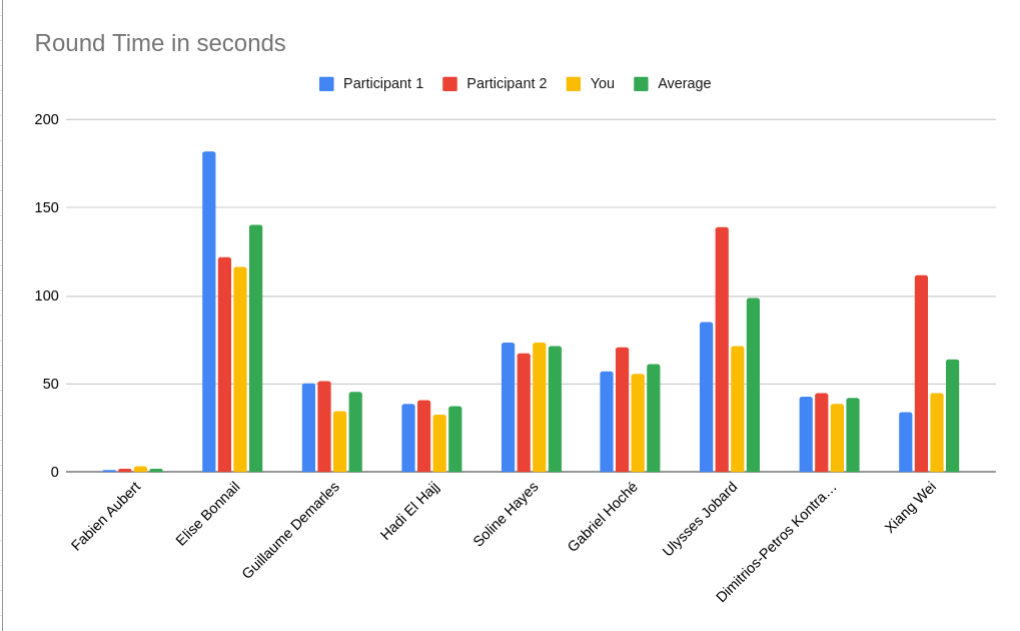 Round Time in seconds
Participant 1 Participant 2 You Average
200
150
100
50
0
Fabien Aubert
Elise Bonnail
Guillaume Demarles
Hadi El Hajj
Soline Hayes
Gabriel Hoché
Ulysses Jobard
Dimitrios-Petros Kontra...
Xiang Wei